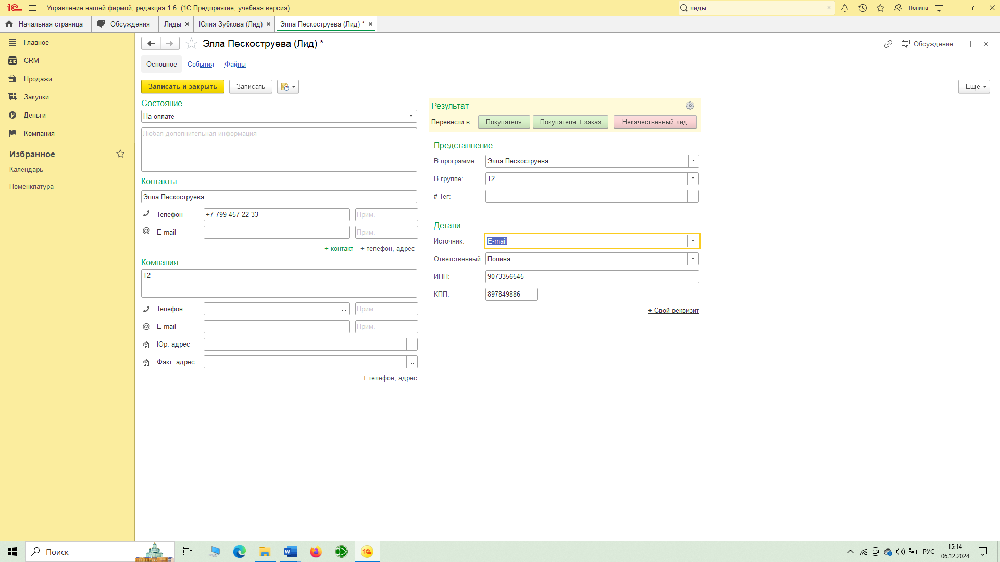 Управление нашей фирмой, редакция 1.6 (1С:Предприятие, учебная версия)
лиды
Полина
Начальная страница
Обсуждения
Лиды
Юлия Зубкова (Лид)
Элла Пескоструева (Лид) *
Главное
CRM
Продажи
Закупки
Деньги
Компания
Избранное
Календарь
Номенклатура
Элла Пескоструева (Лид) *
Обсуждение
Основное
События
Файлы
Записать и закрыть
Записать
Еще
Состояние
На оплате
Любая дополнительная информация
Контакты
Элла Пескоструева
Телефон
+7-799-457-22-33
...
Прим.
E-mail
Прим.
+ контакт
+ телефон, адрес
Компания
Т2
Телефон
...
Прим.
E-mail
Прим.
Юр. адрес
...
Факт. адрес
...
+ телефон, адрес
Результат
Перевести в:
Покупателя
Покупателя + заказ
Некачественный лид
Представление
В программе:
Элла Пескоструева
В группе:
Т2
# Тег:
...
Детали
Источник:
E-mail
Ответственный:
Полина
ИНН:
9073356545
КПП:
897849886
+ Свой реквизит
Поиск
РУС
15:14
06.12.2024